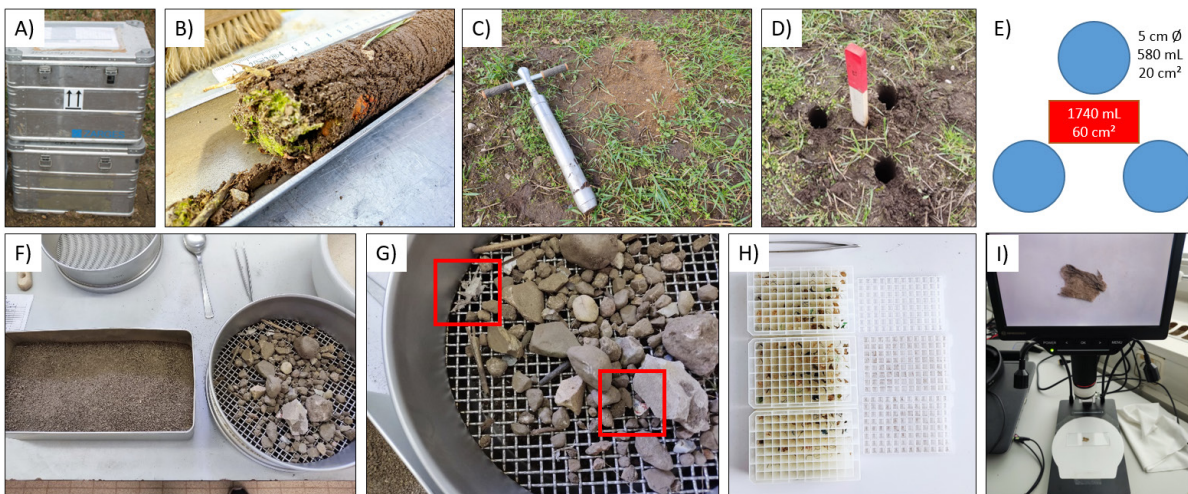 A)
B)
C)
D)
E)
5 cm Ø
580 mL
20 cm²
1740 mL
60 cm²
F)
G)
H)
I)